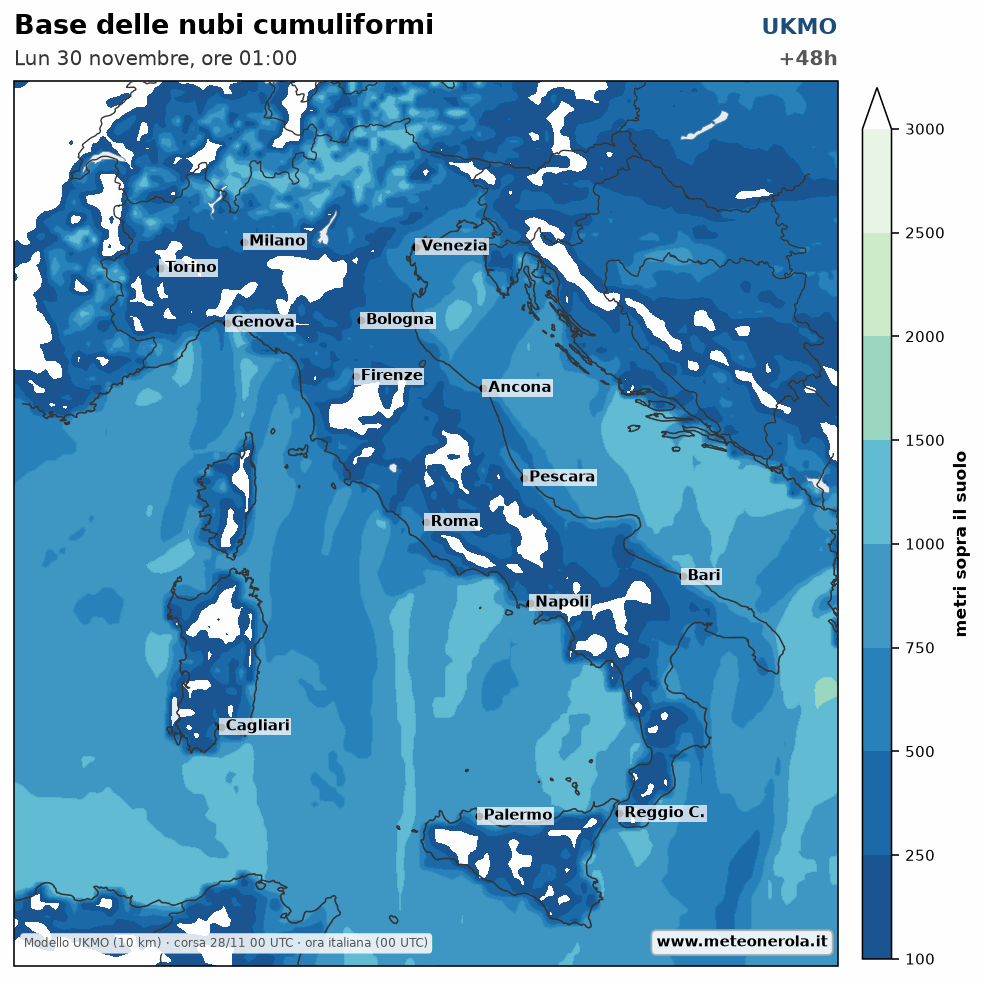 Base delle nubi cumuliformi
UKMO
Lun 30 novembre, ore 01:00
+48h
3000
2500
2000
1500
1000
750
500
250
100
metri sopra il suolo
Milano
Venezia
Torino
Genova
Bologna
Firenze
Ancona
Pescara
Roma
Bari
Napoli
Cagliari
Palermo
Reggio C.
Modello UKMO (10 km) · corsa 28/11 00 UTC · ora italiana (00 UTC)
www.meteonerola.it